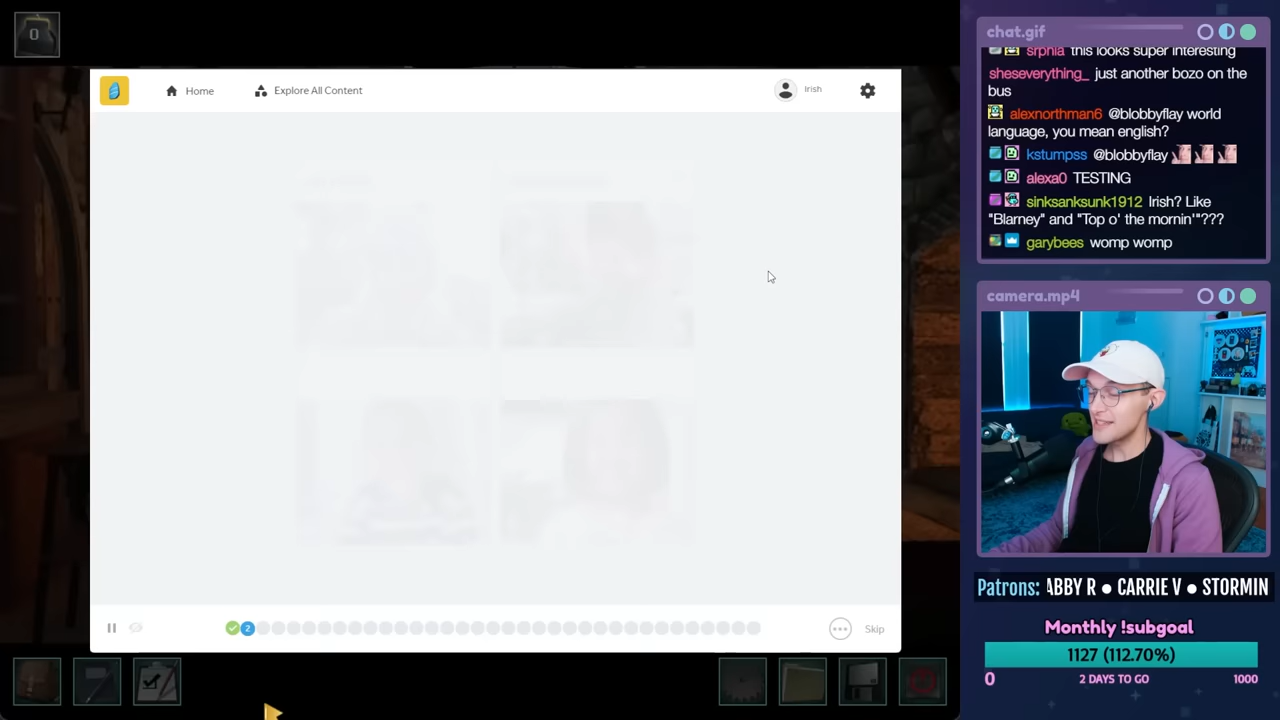 0
Home
Explore All Content
Irish
2
Skip
chat.gif
srphia this looks super interesting
sheseverything_ just another bozo on the
bus
alexnorthman6 @blobbyflay world
language, you mean english?
kstumpss @blobbyflay
alexa0 TESTING
sinksanksunk1912 Irish? Like
"Blarney" and "Top o' the mornin'"???
garybees womp womp
camera.mp4
Patrons: ABBY R ● CARRIE V ● STORMIN
Monthly !subgoal
1127 (112.70%)
0 2 DAYS TO GO 1000